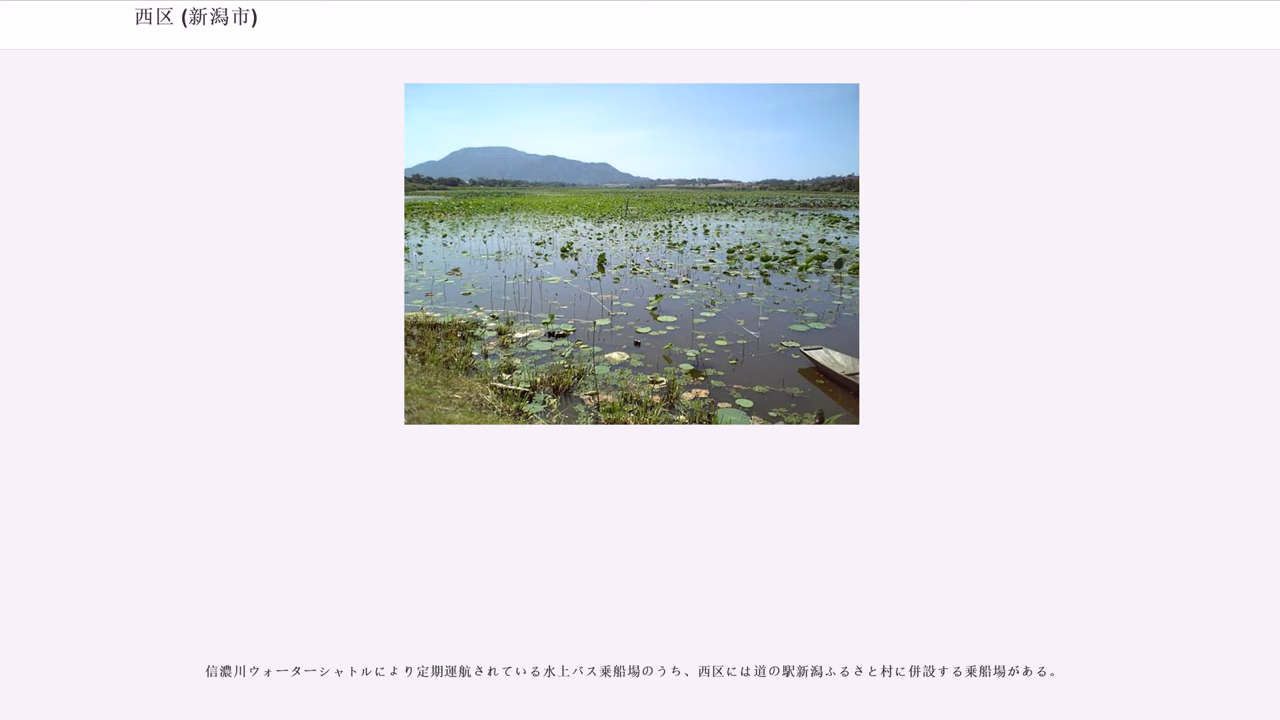 西区 (新潟市)
信濃川ウォーターシャトルにより定期運航されている水上バス乗船場のうち、西区には道の駅新潟ふるさと村に併設する乗船場がある。